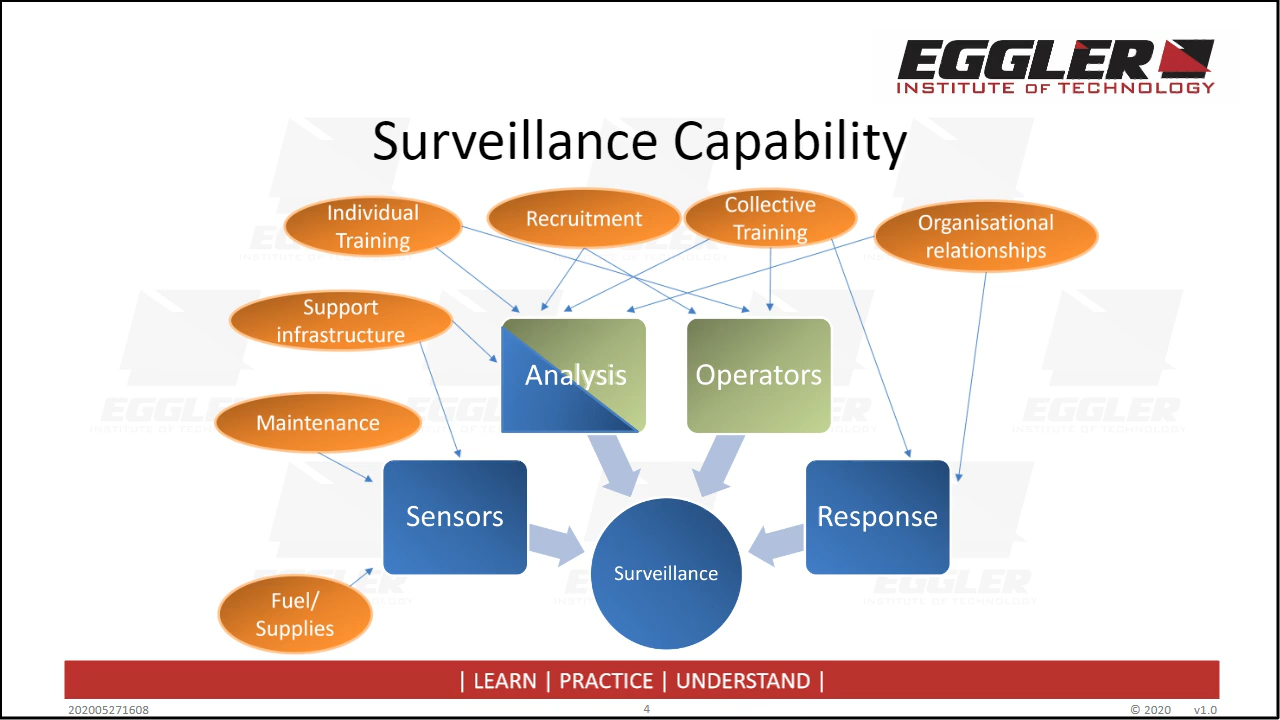 EGGLER
INSTITUTE OF TECHNOLOGY
Surveillance Capability
Individual
Training
Recruitment
Collective
Training
Organisational
relationships
Support
infrastructure
Analysis
Operators
Maintenance
Sensors
Response
Surveillance
Fuel/
Supplies
| LEARN | PRACTICE | UNDERSTAND |
202005271608
4
© 2020
v1.0